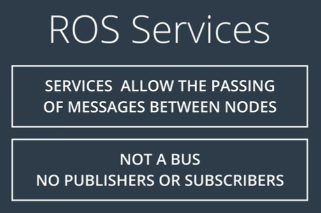 ROS Services
SERVICES ALLOW THE PASSING
OF MESSAGES BETWEEN NODES
NOT A BUS
NO PUBLISHERS OR SUBSCRIBERS